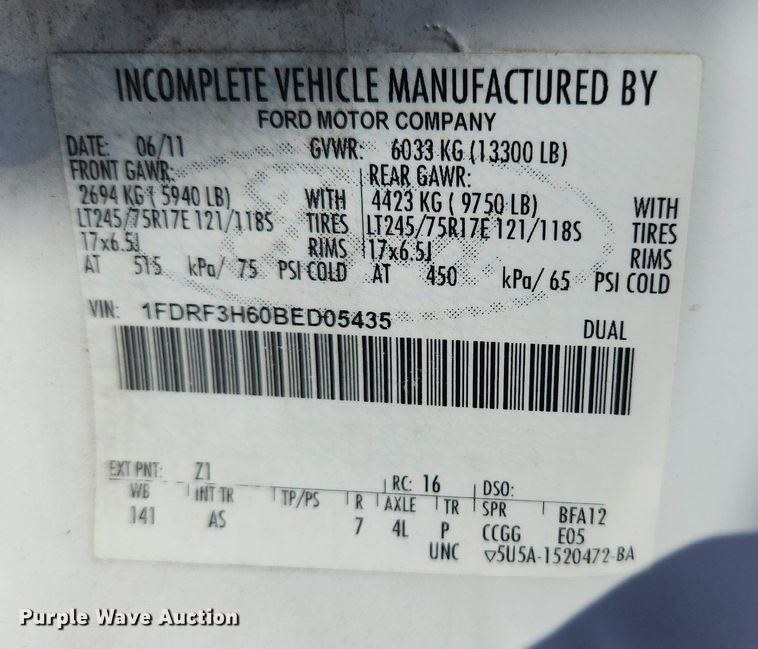 INCOMPLETE VEHICLE MANUFACTURED BY
FORD MOTOR COMPANY
DATE: 06/11 GVWR: 6033 KG (13300 LB)
FRONT GAWR: REAR GAWR:
2694 KG ( 5940 LB) WITH 4423 KG ( 9750 LB) WITH
LT245/75R17E 121/118S TIRES LT245/75R17E 121/118S TIRES
17x6.5J RIMS 17x6.5J RIMS
AT 515 kPa/ 75 PSI COLD AT 450 kPa/ 65 PSI COLD
VIN: 1FDRF3H60BED05435 DUAL
EXT PNT: Z1 RC: 16 DSO:
WB INT TR TP/PS R AXLE TR SPR BFA12
141 AS 7 4L P CCGG E05
UNC ▽5U5A-1520472-BA
Purple Wave Auction